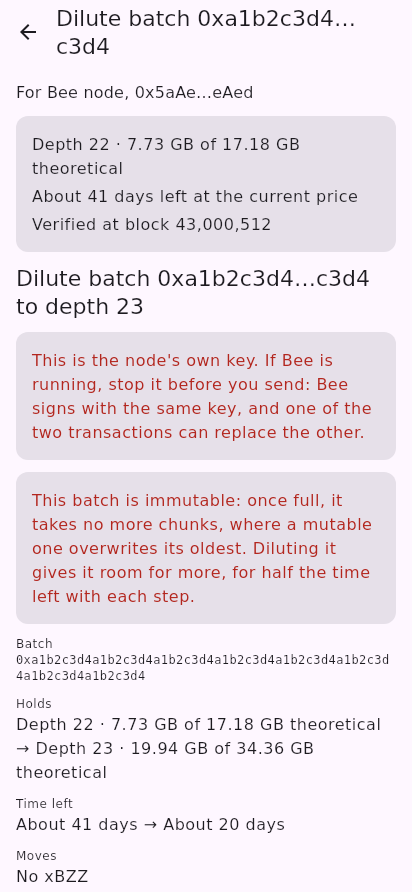 Dilute batch 0xa1b2c3d4…
c3d4
For Bee node, 0x5aAe…eAed
Depth 22 · 7.73 GB of 17.18 GB
theoretical
About 41 days left at the current price
Verified at block 43,000,512
Dilute batch 0xa1b2c3d4…c3d4
to depth 23
This is the node's own key. If Bee is
running, stop it before you send: Bee
signs with the same key, and one of the
two transactions can replace the other.
This batch is immutable: once full, it
takes no more chunks, where a mutable
one overwrites its oldest. Diluting it
gives it room for more, for half the time
left with each step.
Batch
0xa1b2c3d4a1b2c3d4a1b2c3d4a1b2c3d4a1b2c3d4a1b2c3d
4a1b2c3d4a1b2c3d4
Holds
Depth 22 · 7.73 GB of 17.18 GB theoretical
→ Depth 23 · 19.94 GB of 34.36 GB
theoretical
Time left
About 41 days → About 20 days
Moves
No xBZZ